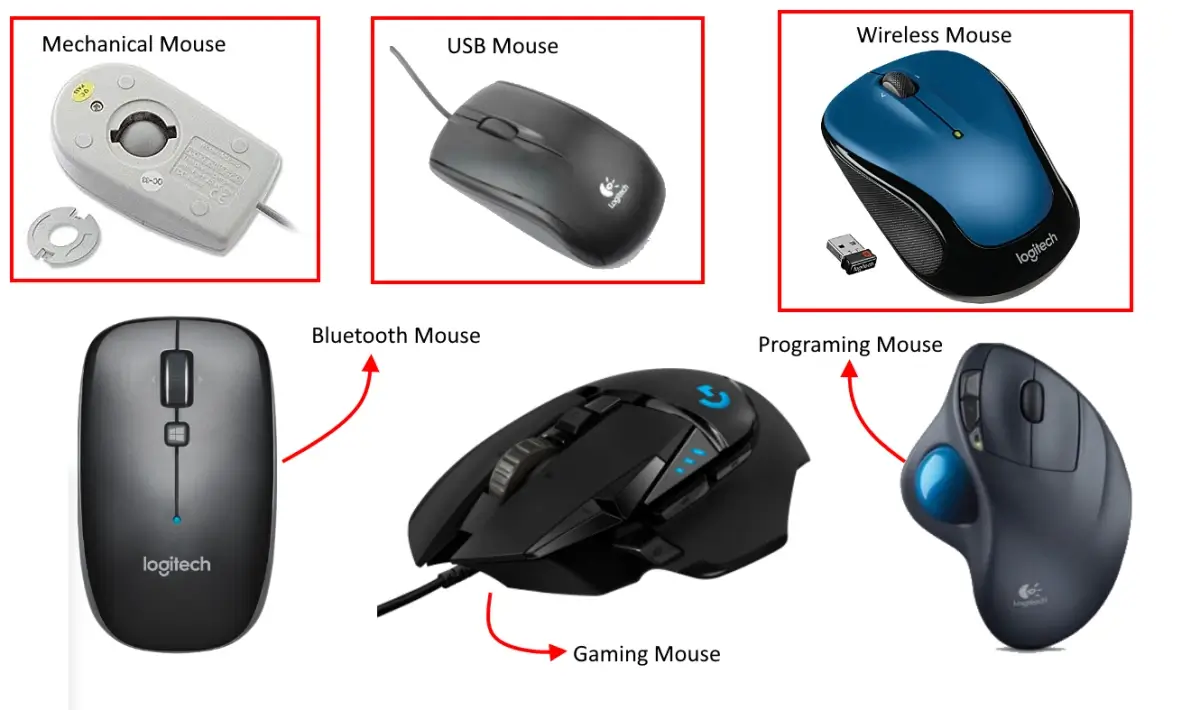 Mechanical Mouse
USB Mouse
Wireless Mouse
Logitech
logitech
Bluetooth Mouse
Programing Mouse
logitech
Logitech
Gaming Mouse